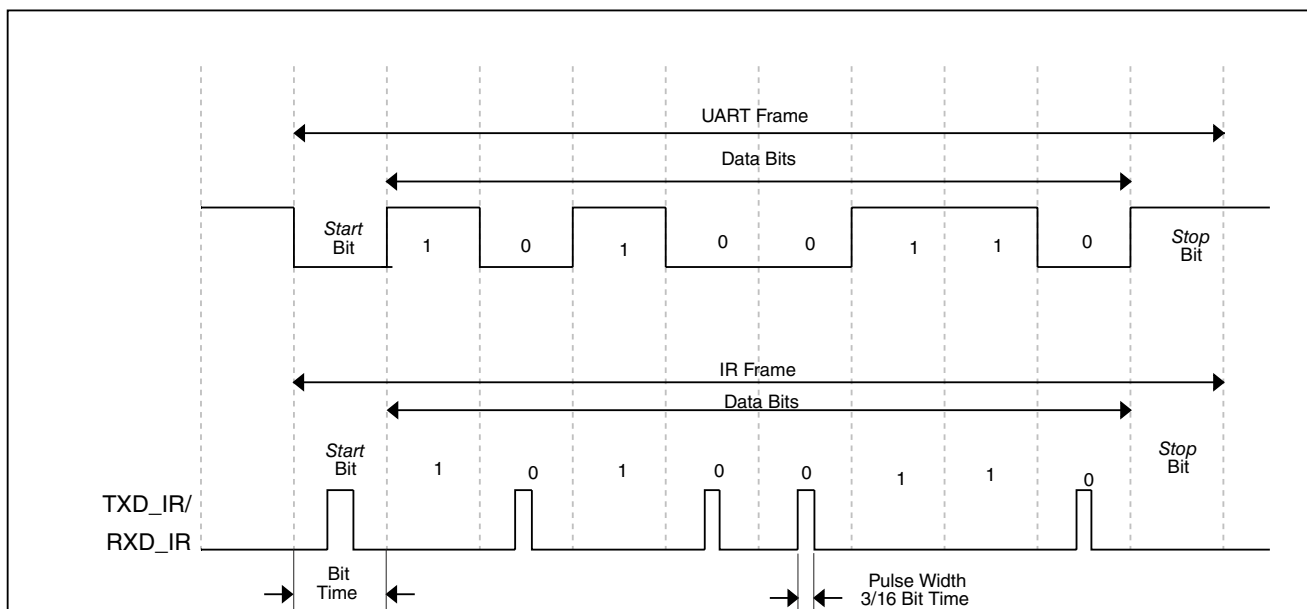 UART Frame
Data Bits
Start
Bit
1 0 1 0 0 1 1 0
Stop
Bit
IR Frame
Data Bits
Start
Bit
1 0 1 0 0 1 1 0
Stop
Bit
TXD_IR/
RXD_IR
Bit
Time
Pulse Width
3/16 Bit Time